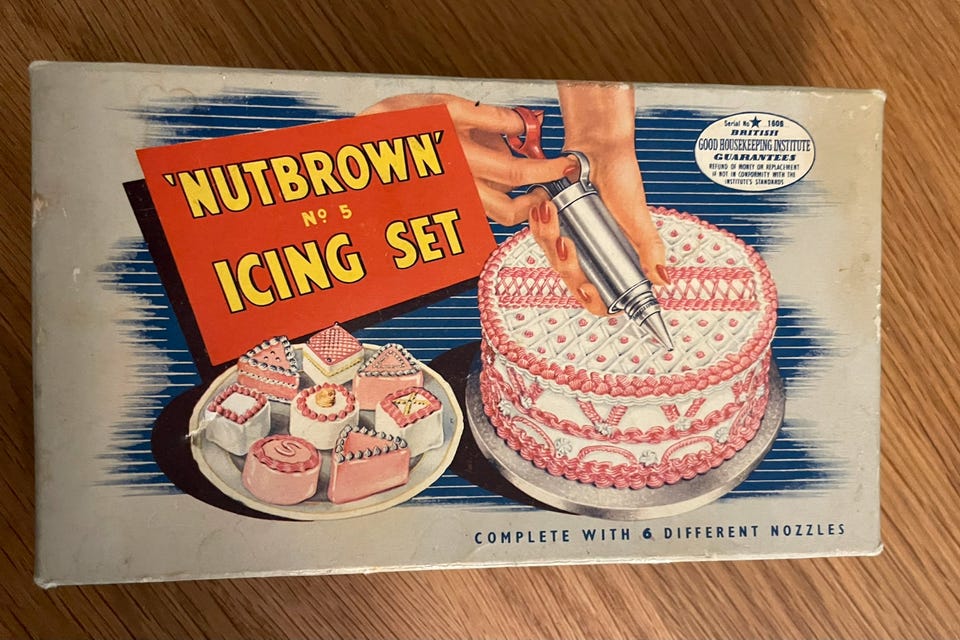 'NUTBROWN'
Nº 5
ICING SET
Serial No ★ 1606
BRITISH
GOOD HOUSEKEEPING INSTITUTE
GUARANTEES
REFUND OF MONEY OR REPLACEMENT
IF NOT IN CONFORMITY WITH THE
INSTITUTE'S STANDARDS
S
COMPLETE WITH 6 DIFFERENT NOZZLES